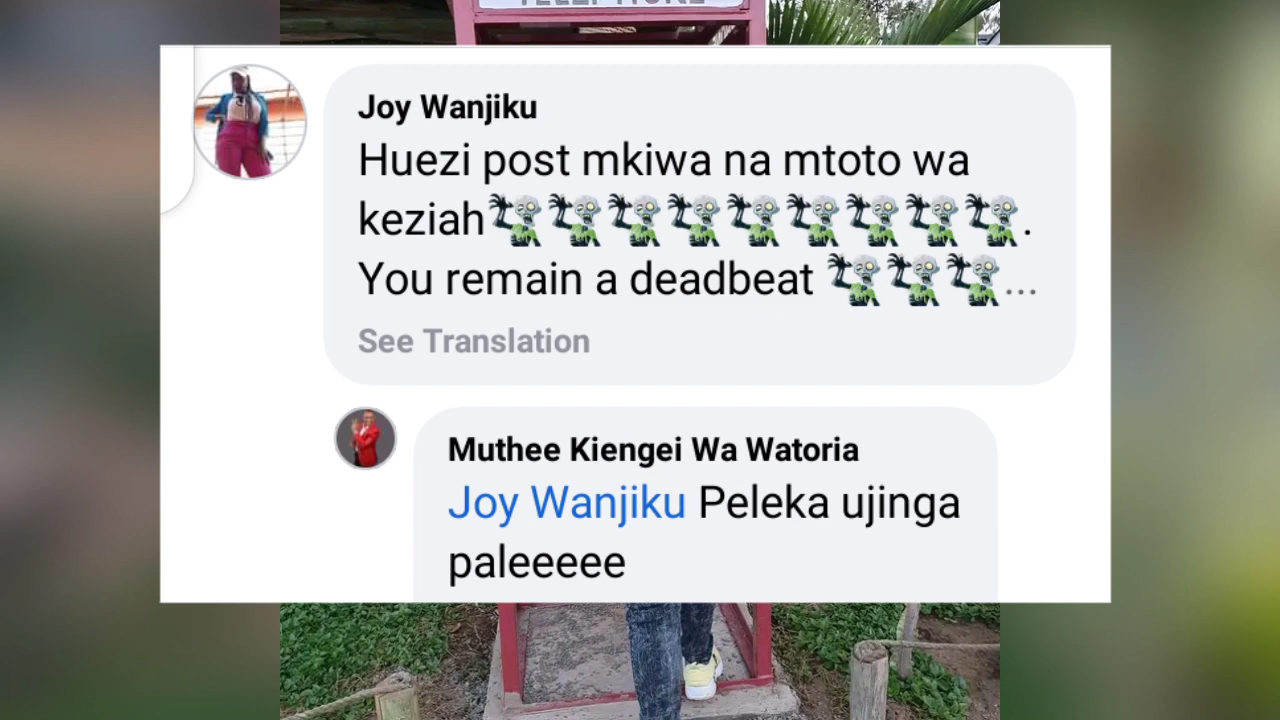 TELEPHONE
Joy Wanjiku
Huezi post mkiwa na mtoto wa
keziah🧟🧟🧟🧟🧟🧟🧟🧟🧟.
You remain a deadbeat 🧟🧟🧟...
See Translation
Muthee Kiengei Wa Watoria
Joy Wanjiku Peleka ujinga
paleeeee